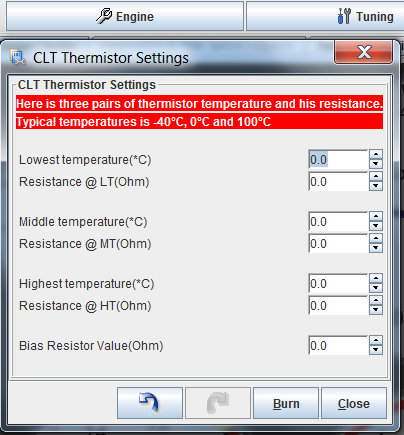 Engine
Tuning
CLT Thermistor Settings
CLT Thermistor Settings
Here is three pairs of thermistor temperature and his resistance.
Typical temperatures is -40°C, 0°C and 100°C
Lowest temperature(*C) 0.0
Resistance @ LT(Ohm) 0.0
Middle temperature(*C) 0.0
Resistance @ MT(Ohm) 0.0
Highest temperature(*C) 0.0
Resistance @ HT(Ohm) 0.0
Bias Resistor Value(Ohm) 0.0
Burn Close